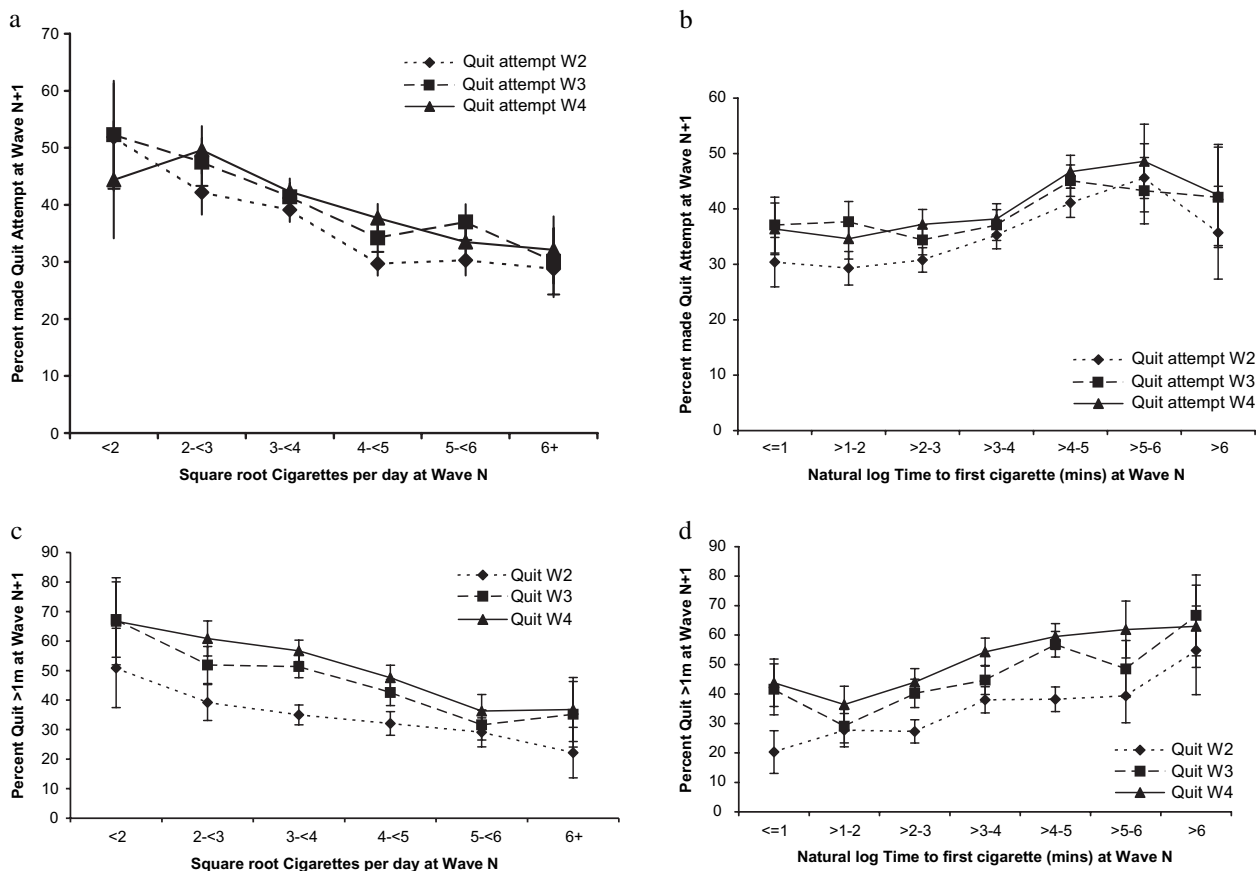 a
70
60
50
40
30
20
10
0
Percent made Quit Attempt at Wave N+1
Quit attempt W2
Quit attempt W3
Quit attempt W4
<2 2-<3 3-<4 4-<5 5-<6 6+
Square root Cigarettes per day at Wave N
b
60
50
40
30
20
10
0
Percent made Quit Attempt at Wave N+1
Quit attempt W2
Quit attempt W3
Quit attempt W4
<=1 >1-2 >2-3 >3-4 >4-5 >5-6 >6
Natural log Time to first cigarette (mins) at Wave N
c
90
80
70
60
50
40
30
20
10
0
Percent Quit >1m at Wave N+1
Quit W2
Quit W3
Quit W4
<2 2-<3 3-<4 4-<5 5-<6 6+
Square root Cigarettes per day at Wave N
d
90
80
70
60
50
40
30
20
10
0
Percent Quit >1m at Wave N+1
Quit W2
Quit W3
Quit W4
<=1 >1-2 >2-3 >3-4 >4-5 >5-6 >6
Natural log Time to first cigarette (mins) at Wave N